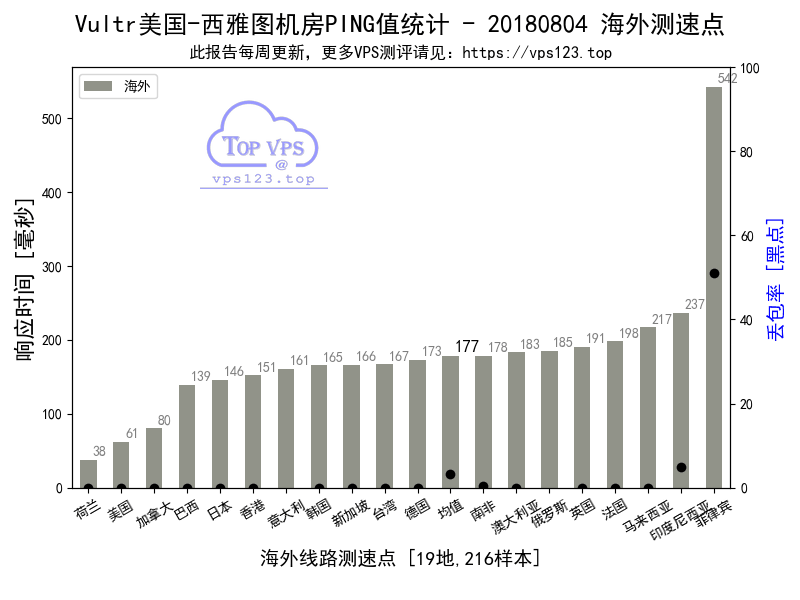 Vultr美国-西雅图机房PING值统计 - 20180804 海外测速点
此报告每周更新，更多VPS测评请见：https://vps123.top
海外
TOP VPS
@
vps123.top
响应时间 [毫秒]
500
400
300
200
100
0
38
61
80
139
146
151
161
165
166
167
173
177
178
183
185
191
198
217
237
542
100
80
60
40
20
0
丢包率 [黑点]
荷兰
美国
加拿大
巴西
日本
香港
意大利
韩国
新加坡
台湾
德国
均值
南非
澳大利亚
俄罗斯
英国
法国
马来西亚
印度尼西亚
菲律宾
海外线路测速点 [19地,216样本]